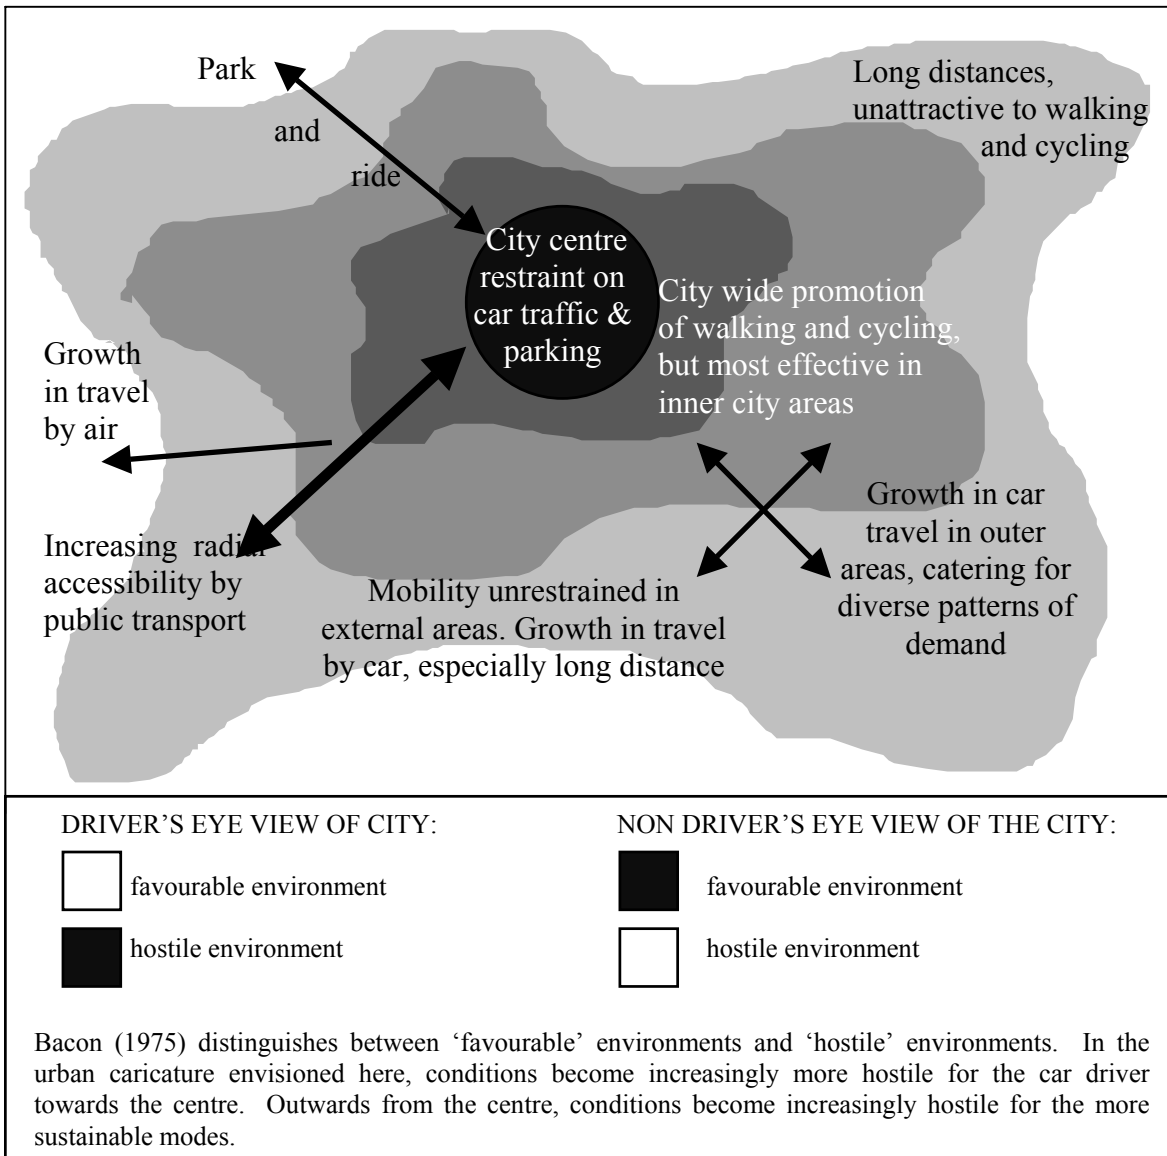 Park
and
ride
Long distances,
unattractive to walking
and cycling
City centre
restraint on
car traffic &
parking
City wide promotion
of walking and cycling,
but most effective in
inner city areas
Growth
in travel
by air
Increasing radial
accessibility by
public transport
Mobility unrestrained in
external areas. Growth in travel
by car, especially long distance
Growth in car
travel in outer
areas, catering for
diverse patterns of
demand
DRIVER’S EYE VIEW OF CITY:
favourable environment
hostile environment
NON DRIVER’S EYE VIEW OF THE CITY:
favourable environment
hostile environment
Bacon (1975) distinguishes between ‘favourable’ environments and ‘hostile’ environments. In the
urban caricature envisioned here, conditions become increasingly more hostile for the car driver
towards the centre. Outwards from the centre, conditions become increasingly hostile for the more
sustainable modes.